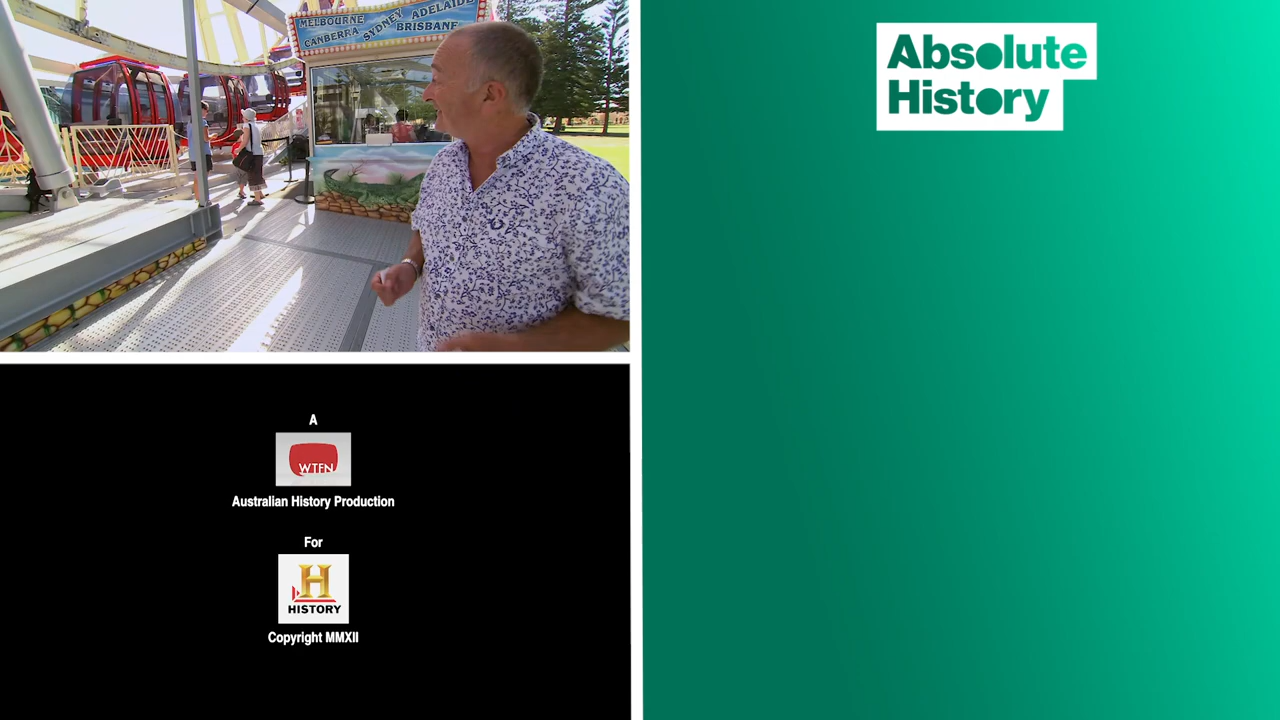 MELBOURNE SYDNEY ADELAIDE
CANBERRA BRISBANE
Absolute
History
A
WTFN
Australian History Production
For
H
HISTORY
Copyright MMXII